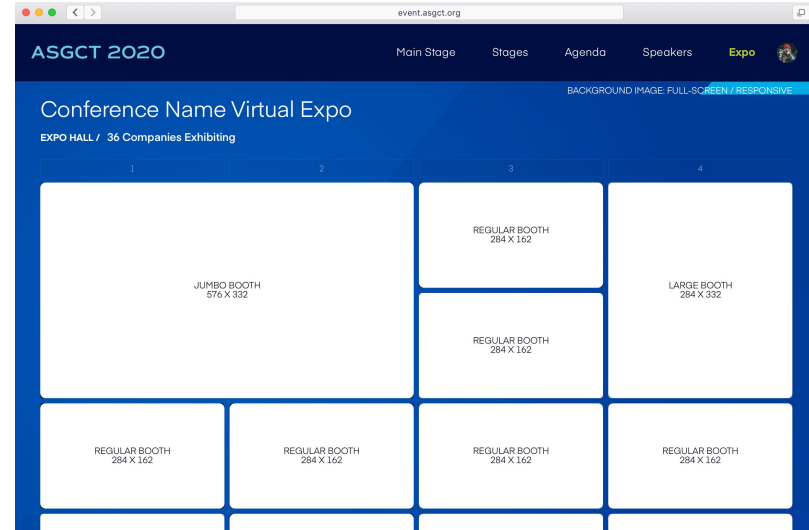 event.asgct.org
ASGCT 2020
Main Stage
Stages
Agenda
Speakers
Expo
BACKGROUND IMAGE: FULL-SCREEN / RESPONSIVE
Conference Name Virtual Expo
EXPO HALL / 36 Companies Exhibiting
1
2
3
4
JUMBO BOOTH
576 X 332
REGULAR BOOTH
284 X 162
LARGE BOOTH
284 X 332
REGULAR BOOTH
284 X 162
REGULAR BOOTH
284 X 162
REGULAR BOOTH
284 X 162
REGULAR BOOTH
284 X 162
REGULAR BOOTH
284 X 162